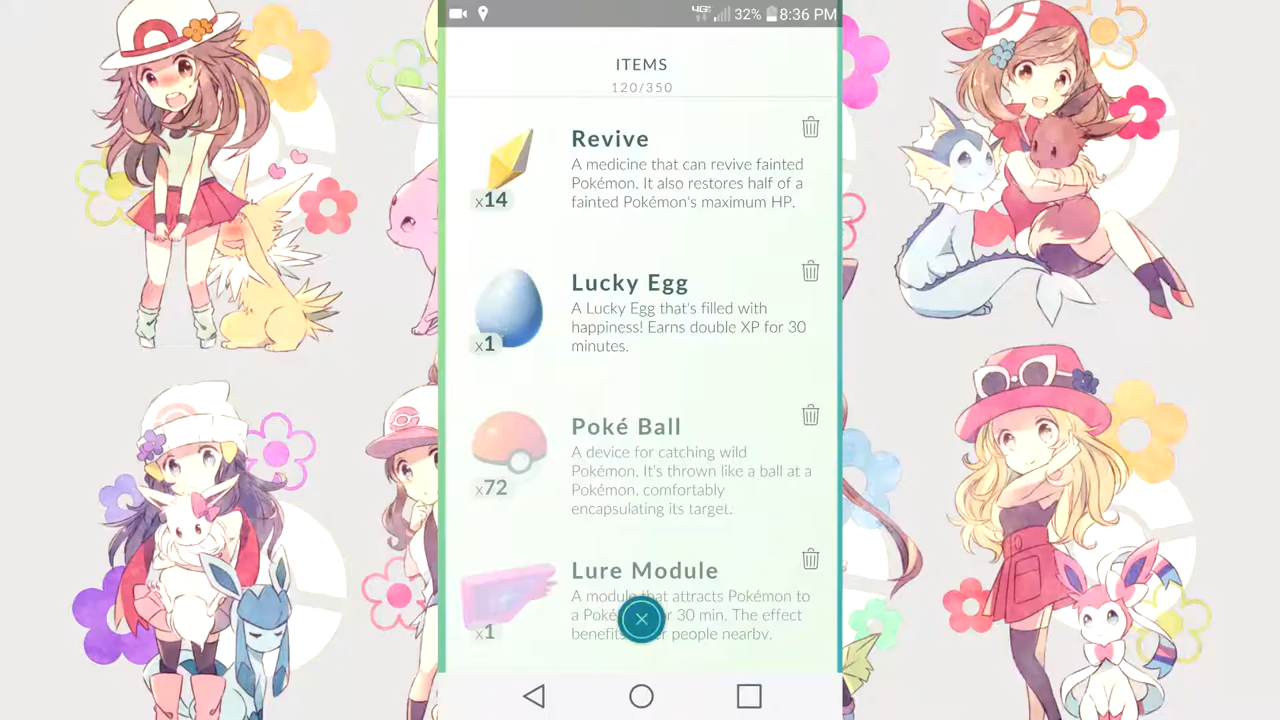 4G 32% 8:36 PM
ITEMS
120/350
Revive
A medicine that can revive fainted
Pokémon. It also restores half of a
fainted Pokémon's maximum HP.
x14
Lucky Egg
A Lucky Egg that's filled with
happiness! Earns double XP for 30
minutes.
x1
Poké Ball
A device for catching wild
Pokémon. It's thrown like a ball at a
Pokémon, comfortably
encapsulating its target.
x72
Lure Module
A module that attracts Pokémon to
a Poké r 30 min. The effect
benefits people nearby.
x1